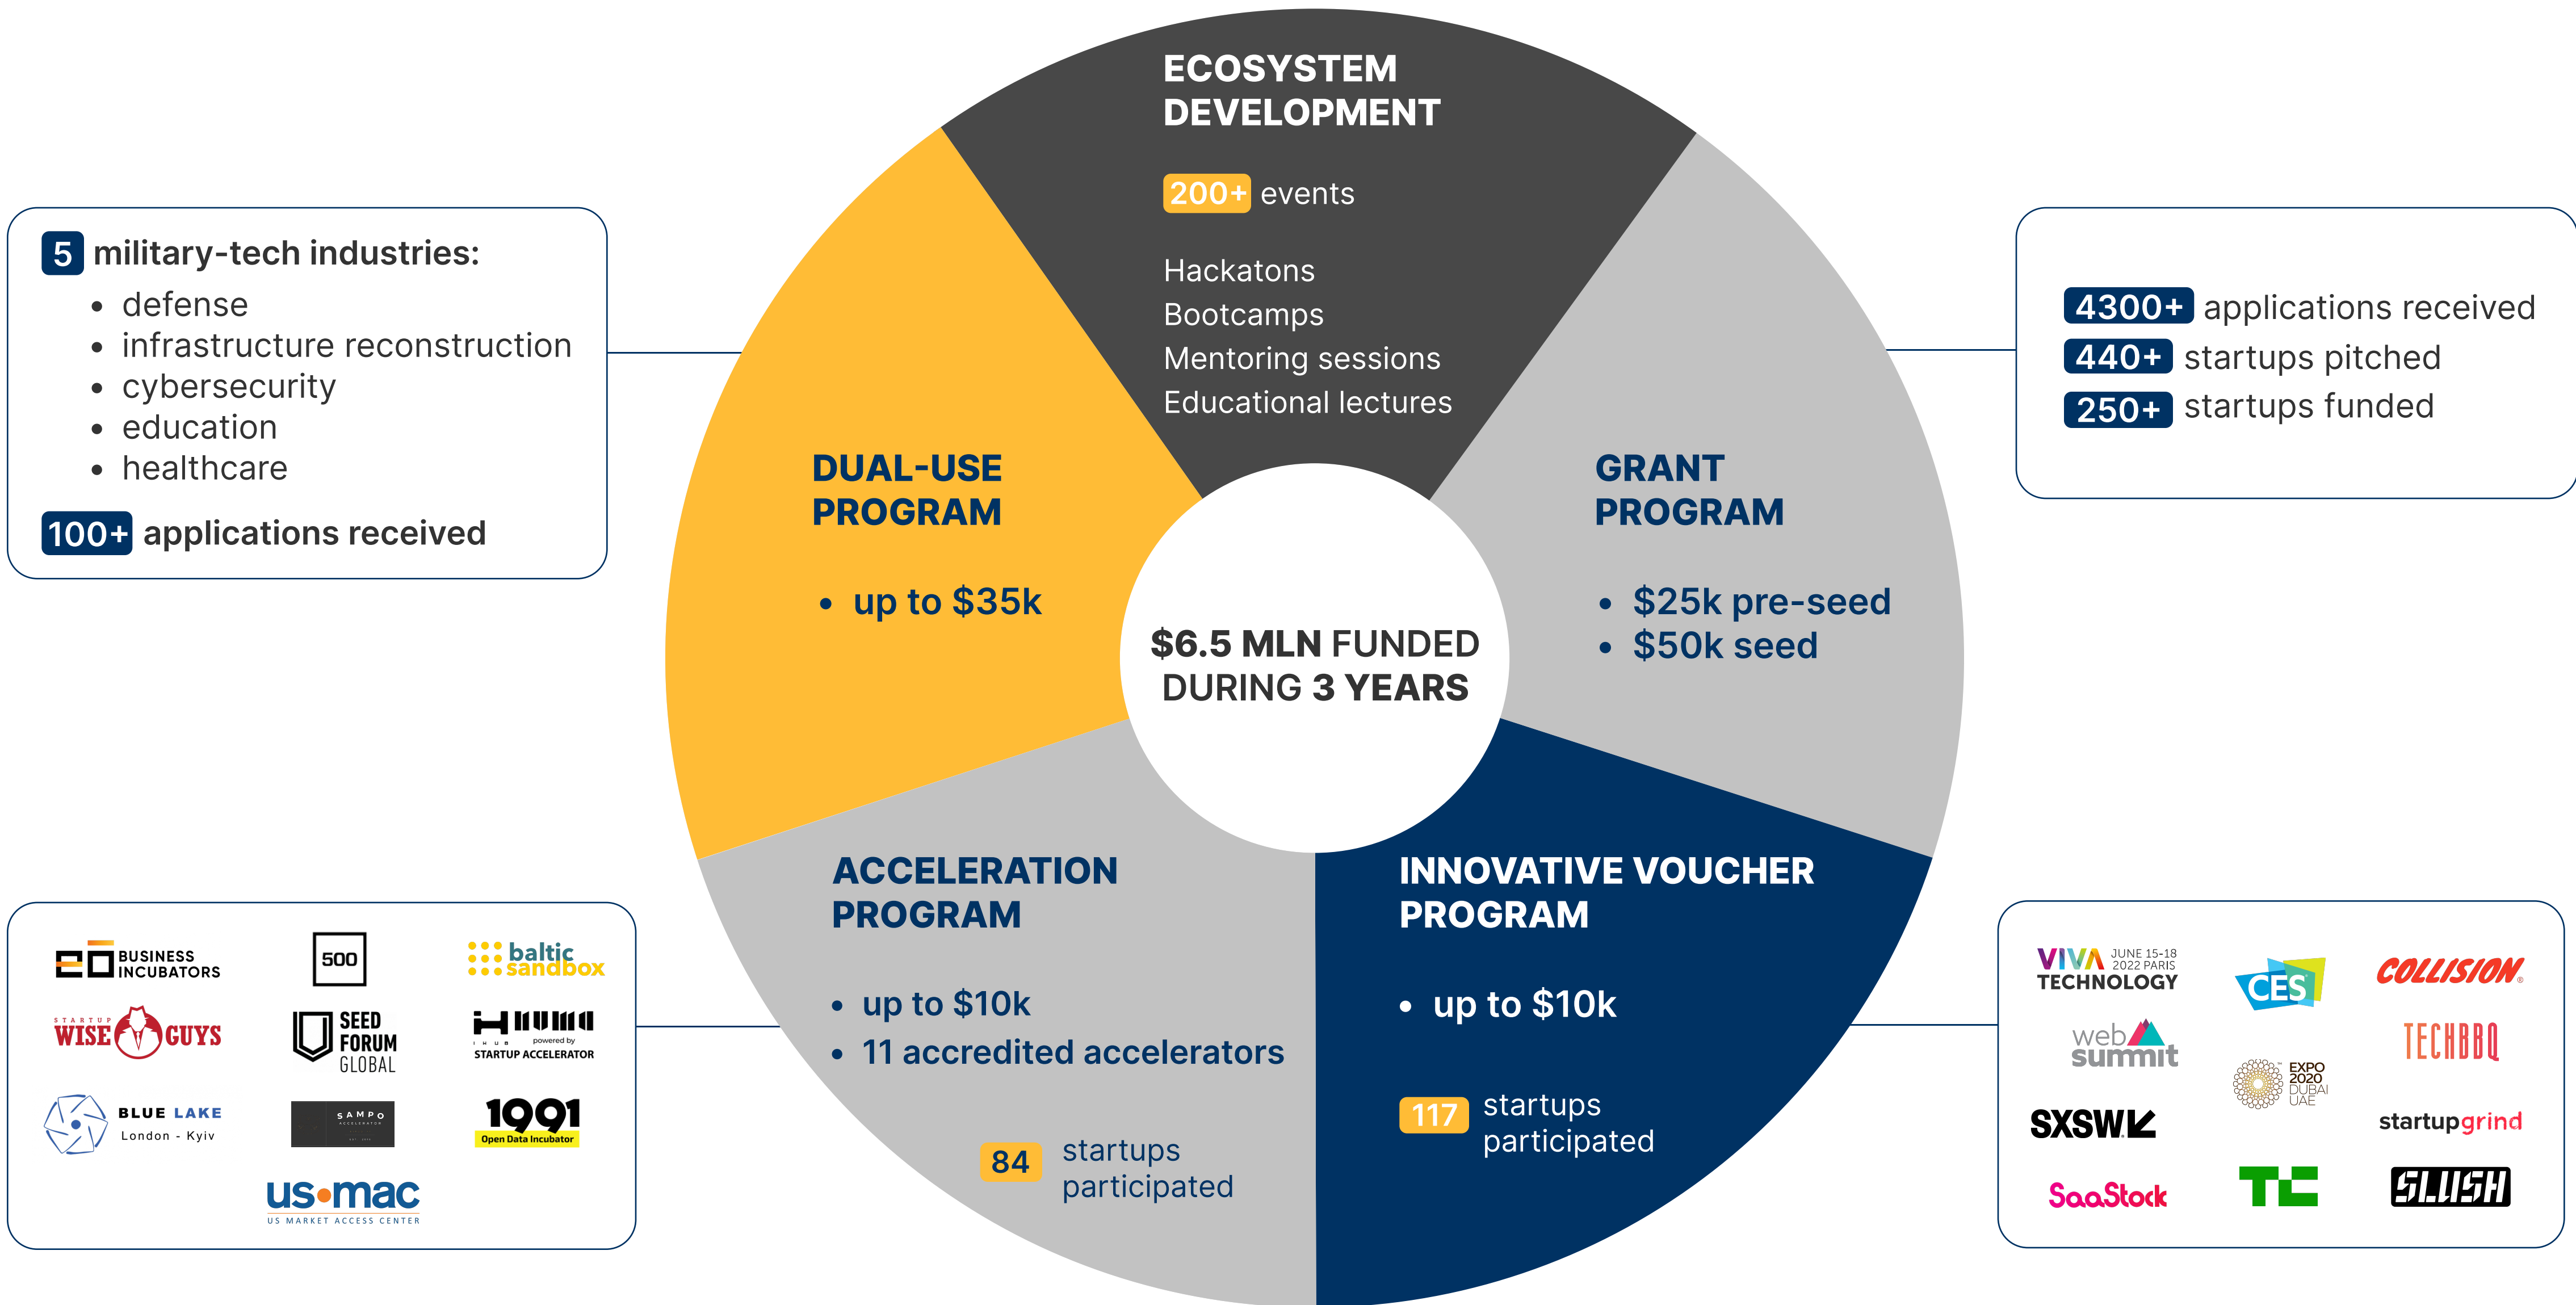 ECOSYSTEM
DEVELOPMENT
200+ events
Hackatons
Bootcamps
Mentoring sessions
Educational lectures
5 military-tech industries:
• defense
• infrastructure reconstruction
• cybersecurity
• education
• healthcare
100+ applications received
DUAL-USE
PROGRAM
• up to $35k
GRANT
PROGRAM
• $25k pre-seed
• $50k seed
4300+ applications received
440+ startups pitched
250+ startups funded
$6.5 MLN FUNDED
DURING 3 YEARS
ACCELERATION
PROGRAM
• up to $10k
• 11 accredited accelerators
84 startups
participated
INNOVATIVE VOUCHER
PROGRAM
• up to $10k
117 startups
participated
BUSINESS
INCUBATORS
500
baltic
sandbox
STARTUP
WISE GUYS
SEED
FORUM
GLOBAL
IHUB
powered by
STARTUP ACCELERATOR
BLUE LAKE
London - Kyiv
SAMPO
ACCELERATOR
1991
Open Data Incubator
us mac
US MARKET ACCESS CENTER
VIVA JUNE 15-18
2022 PARIS
TECHNOLOGY
CES
COLLISION®
web
summit
EXPO
2020
DUBAI
UAE
TECHBBQ
SXSW
startupgrind
SaaStock
TC
SLUSH